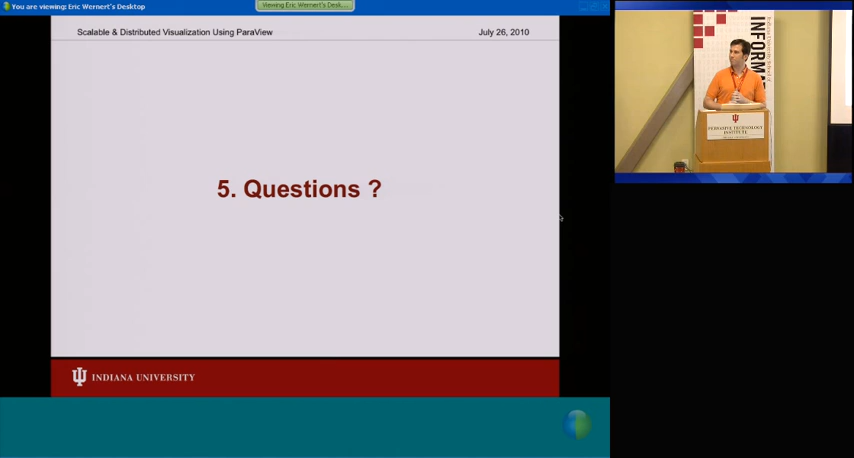 You are viewing: Eric Wernert's Desktop
Viewing Eric Wernert's Desk...
Scalable & Distributed Visualization Using ParaView
July 26, 2010
5. Questions ?
INDIANA UNIVERSITY
INFORM
PERVASIVE TECHNOLOGY
INSTITUTE